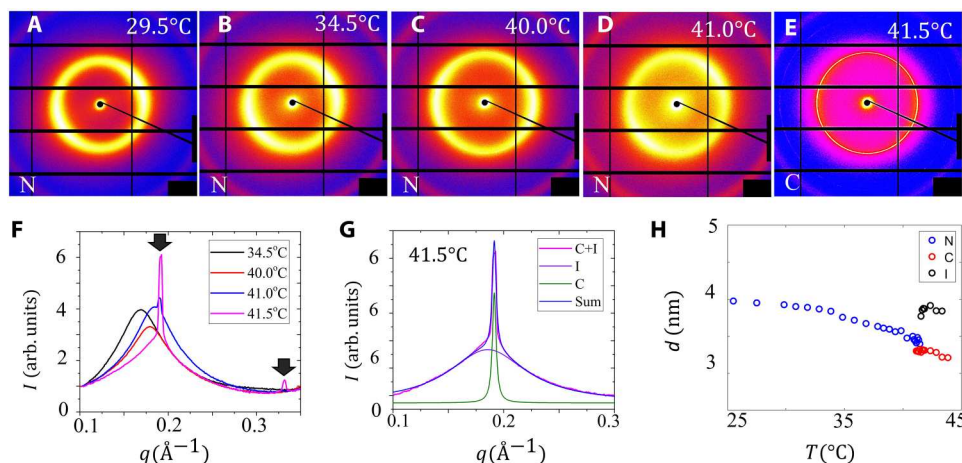 A
29.5°C
N
B
34.5°C
N
C
40.0°C
N
D
41.0°C
N
E
41.5°C
C
F
6
4
2
0
0.1
0.2
0.3
I (arb. units)
q(Å⁻¹)
34.5°C
40.0°C
41.0°C
41.5°C
G
41.5°C
6
6
2
0
0.1
0.2
0.3
I (arb. units)
q(Å⁻¹)
C+I
I
C
Sum
H
5
4
3
2
25
35
45
d (nm)
T(°C)
N
C
I